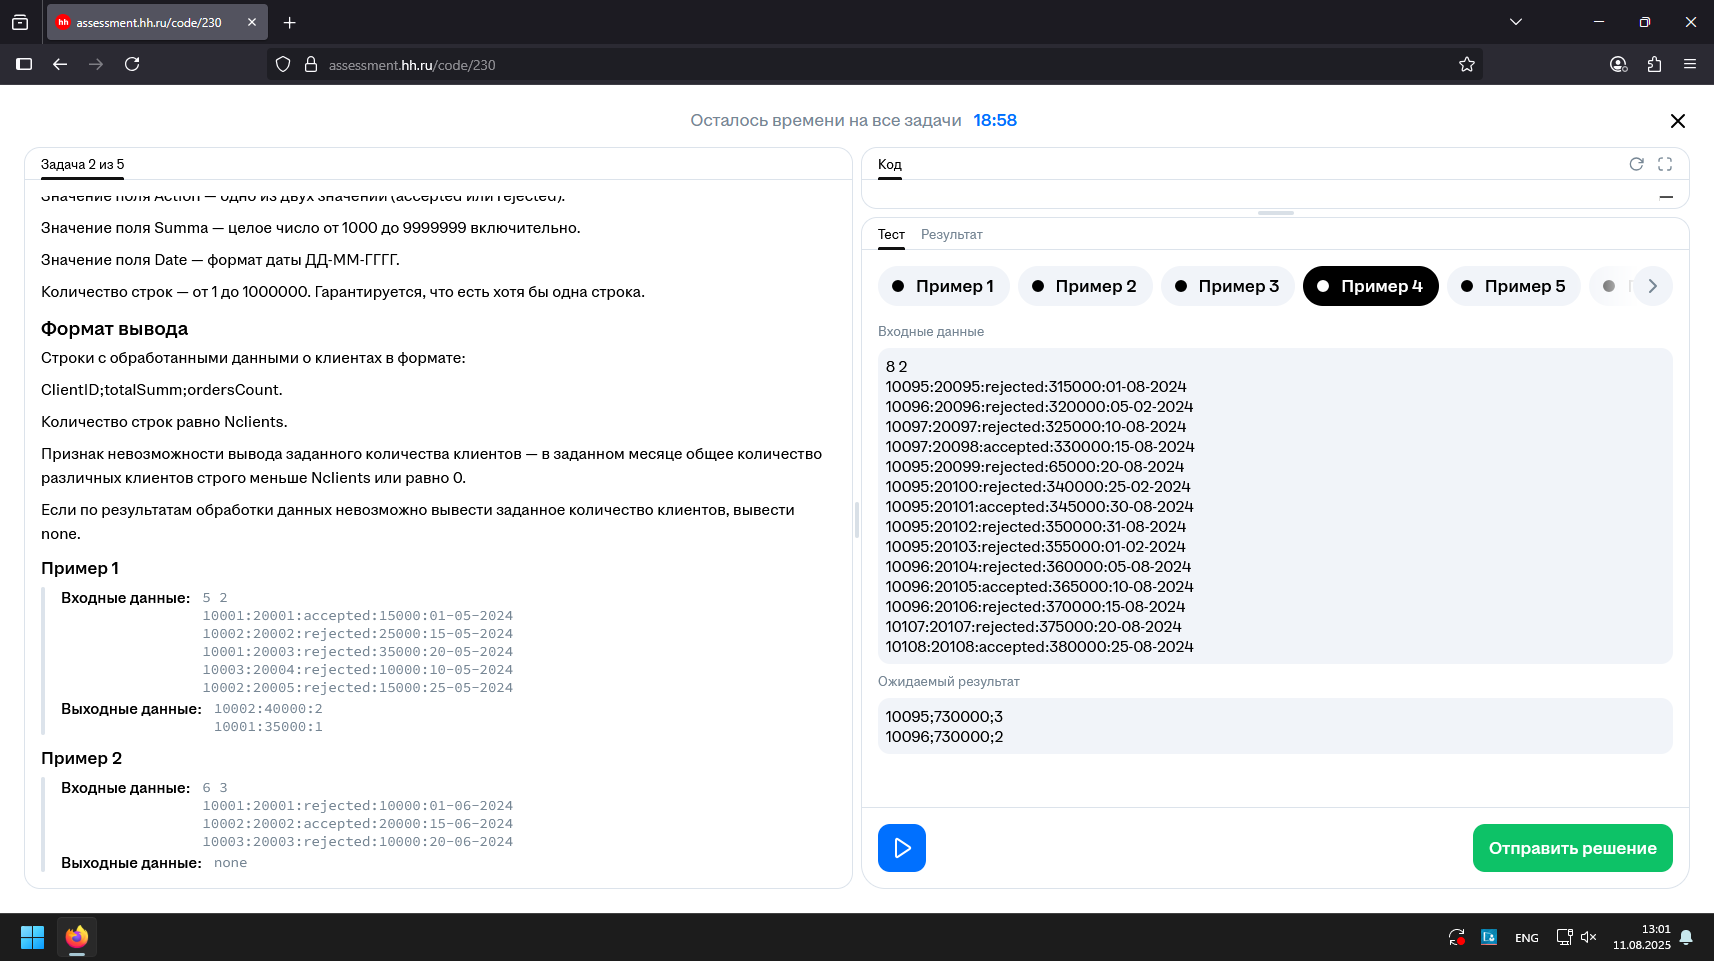 assessment.hh.ru/code/230
assessment.hh.ru/code/230
Осталось времени на все задачи 18:58
Задача 2 из 5
Значение поля Action — одно из двух значений (accepted или rejected).
Значение поля Summa — целое число от 1000 до 9999999 включительно.
Значение поля Date — формат даты ДД-ММ-ГГГГ.
Количество строк — от 1 до 1000000. Гарантируется, что есть хотя бы одна строка.
Формат вывода
Строки с обработанными данными о клиентах в формате:
ClientID;totalSumm;ordersCount.
Количество строк равно Nclients.
Признак невозможности вывода заданного количества клиентов — в заданном месяце общее количество
различных клиентов строго меньше Nclients или равно 0.
Если по результатам обработки данных невозможно вывести заданное количество клиентов, вывести
none.
Пример 1
Входные данные: 5 2
10001:20001:accepted:15000:01-05-2024
10002:20002:rejected:25000:15-05-2024
10001:20003:rejected:35000:20-05-2024
10003:20004:rejected:10000:10-05-2024
10002:20005:rejected:15000:25-05-2024
Выходные данные: 10002:40000:2
10001:35000:1
Пример 2
Входные данные: 6 3
10001:20001:rejected:10000:01-06-2024
10002:20002:accepted:20000:15-06-2024
10003:20003:rejected:10000:20-06-2024
Выходные данные: none
Код
Тест Результат
Пример 1 Пример 2 Пример 3 Пример 4 Пример 5
Входные данные
8 2
10095:20095:rejected:315000:01-08-2024
10096:20096:rejected:320000:05-02-2024
10097:20097:rejected:325000:10-08-2024
10097:20098:accepted:330000:15-08-2024
10095:20099:rejected:65000:20-08-2024
10095:20100:rejected:340000:25-02-2024
10095:20101:accepted:345000:30-08-2024
10095:20102:rejected:350000:31-08-2024
10095:20103:rejected:355000:01-02-2024
10096:20104:rejected:360000:05-08-2024
10096:20105:accepted:365000:10-08-2024
10096:20106:rejected:370000:15-08-2024
10107:20107:rejected:375000:20-08-2024
10108:20108:accepted:380000:25-08-2024
Ожидаемый результат
10095;730000;3
10096;730000;2
Отправить решение
ENG
13:01
11.08.2025